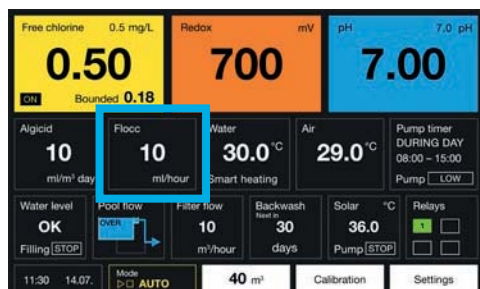 Free chlorine 0.5 mg/L
0.50
ON Bounded 0.18
Redox mV
700
pH 7.0 pH
7.00
Algicid
10
ml/m³ day
Flocc
10
ml/hour
Water
30.0 °C
Smart heating
Air
29.0 °C
Pump timer
DURING DAY
08:00 – 15:00
Pump LOW
Water level
OK
Filling STOP
Pool flow
OVER
Filter flow
10
m³/hour
Backwash
Next in
30
days
Solar °C
36.0
Pump STOP
Relays
1
11:30 14.07.
Mode
AUTO
40 m³
Calibration
Settings